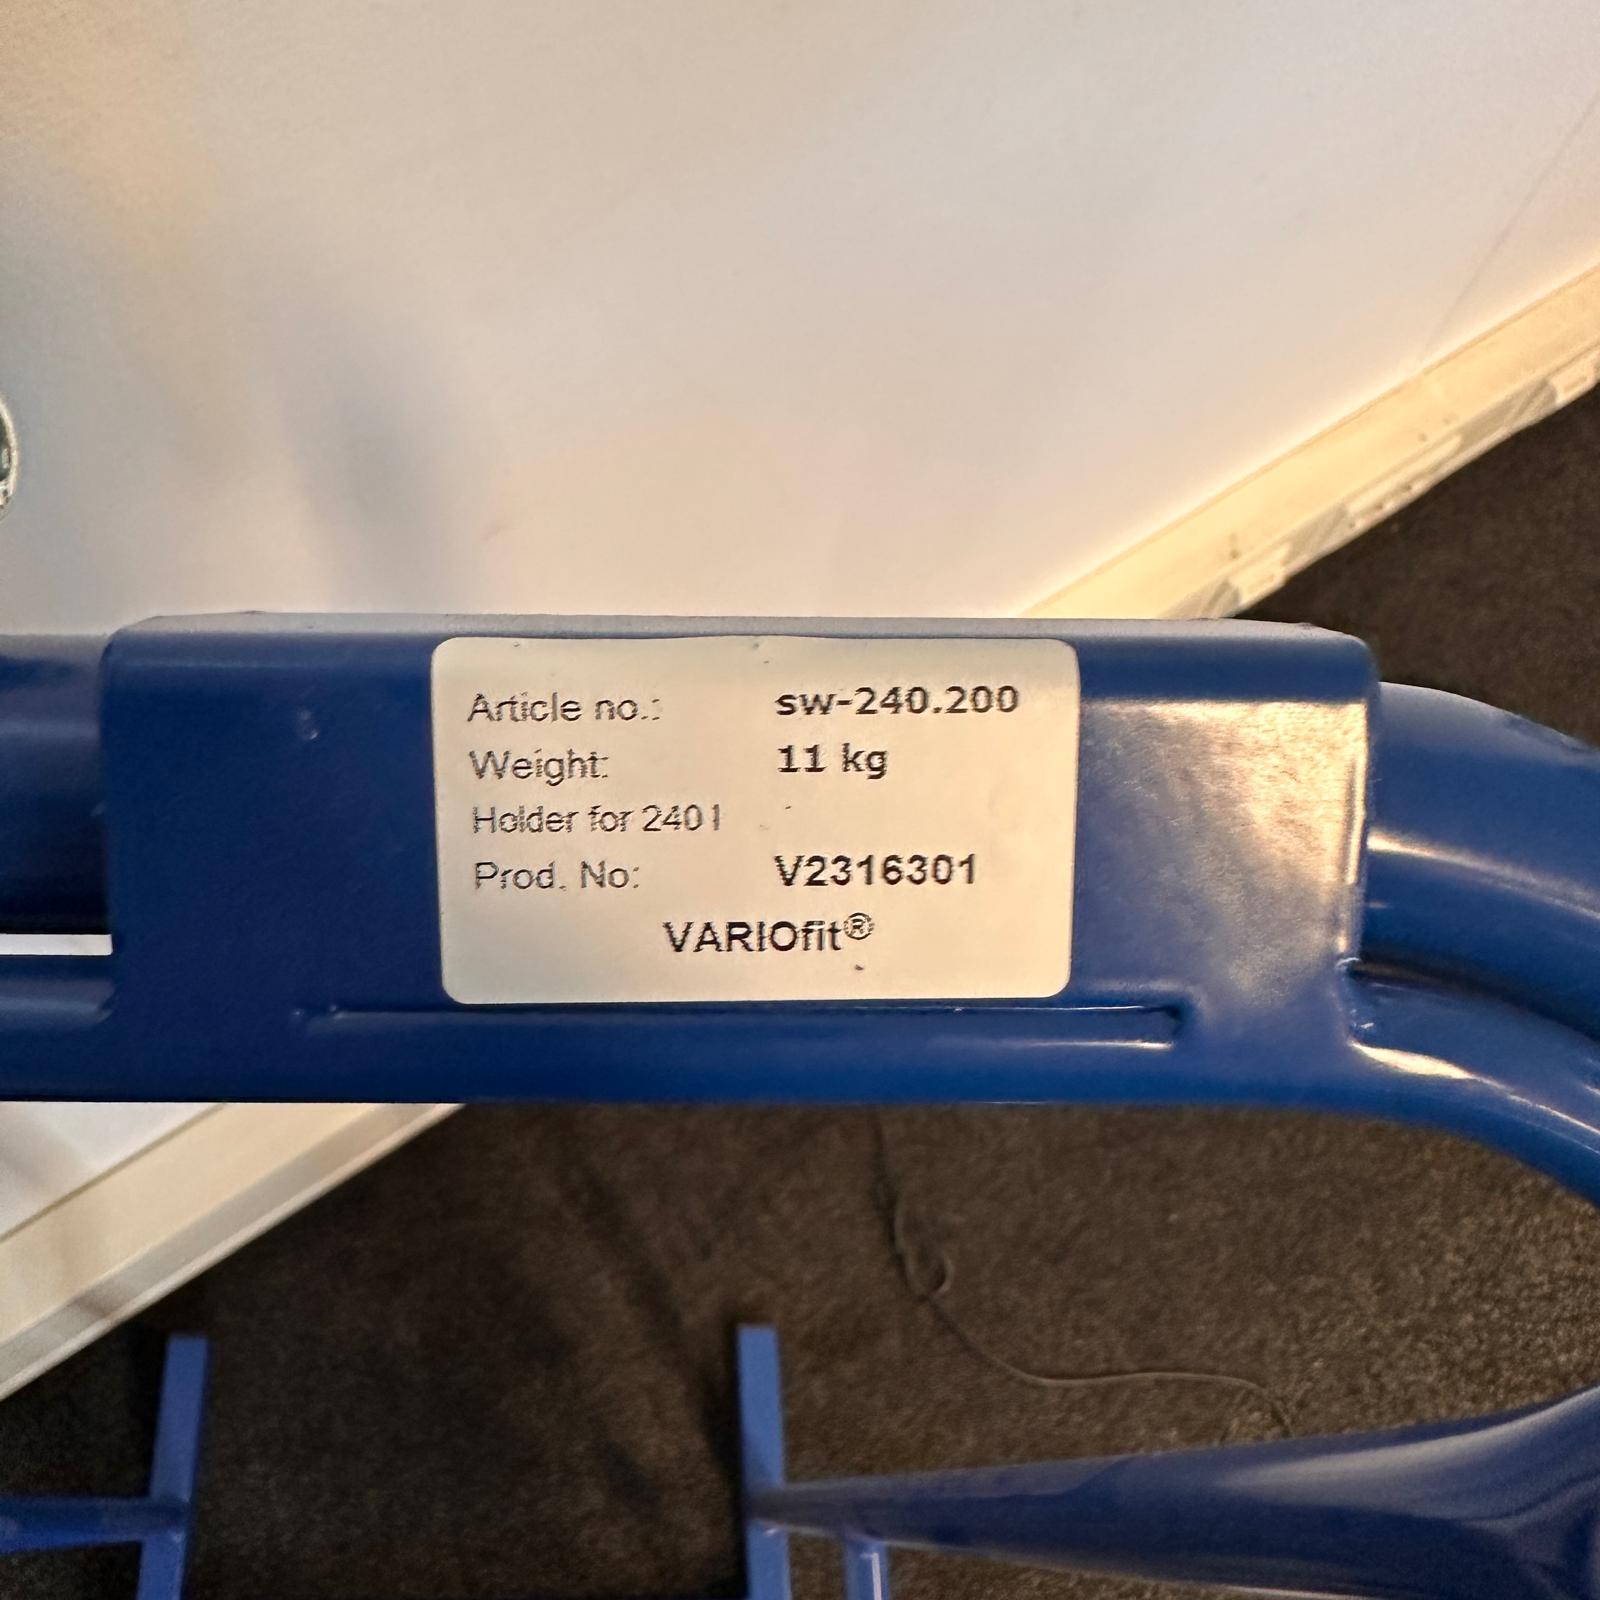 Article no.: sw-240.200
Weight: 11 kg
Holder for 240 l
Prod. No: V2316301
VARIOfit®